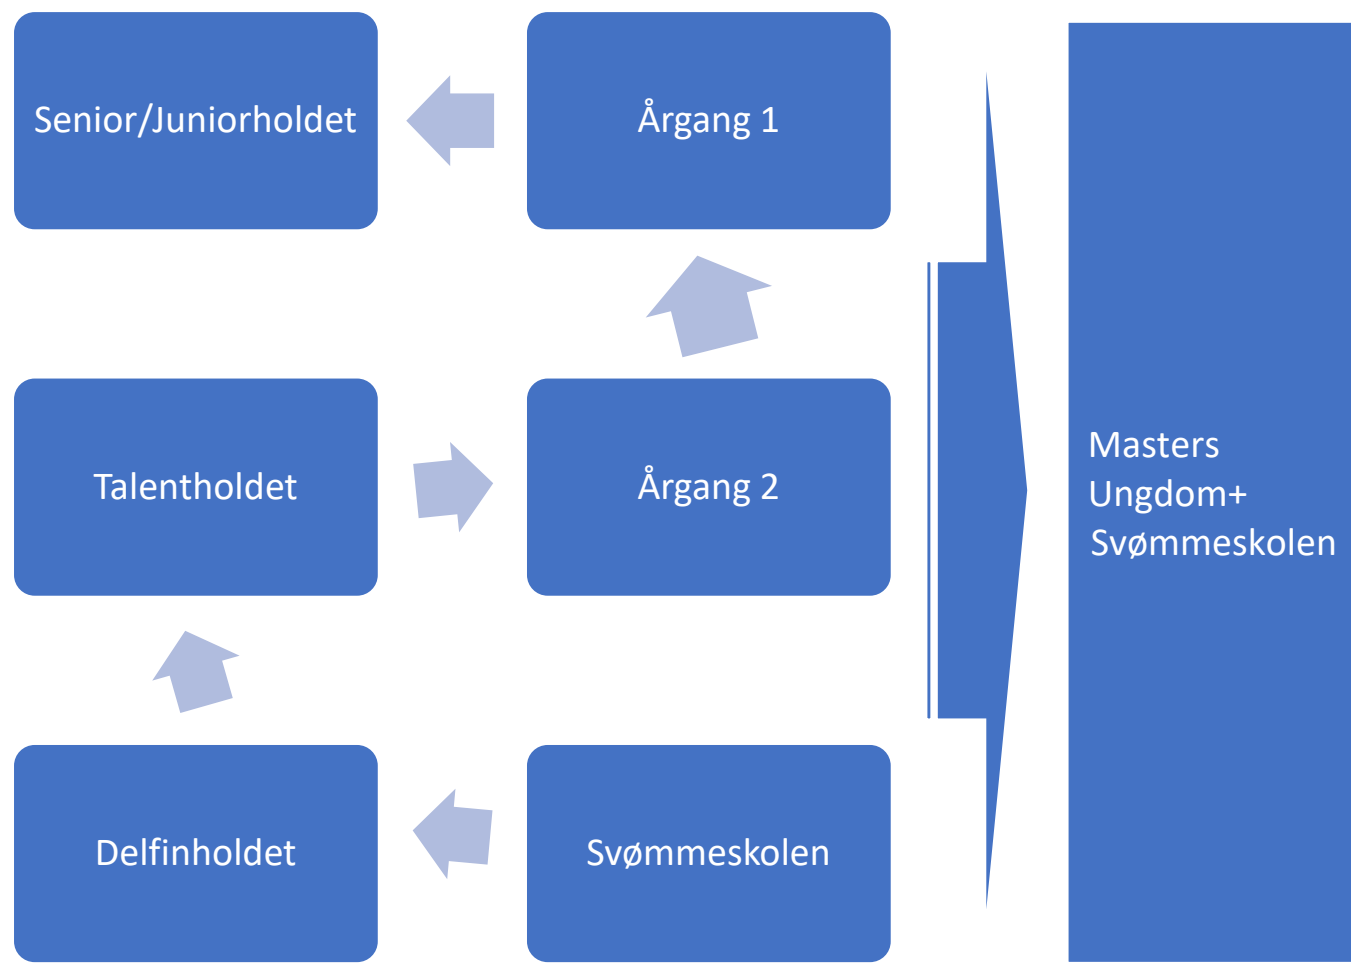 Senior/Juniorholdet
Årgang 1
Talentholdet
Årgang 2
Delfinholdet
Svømmeskolen
Masters
Ungdom+
Svømmeskolen